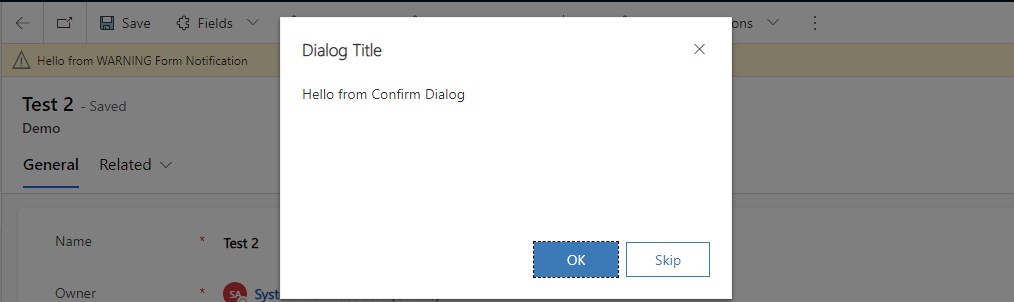 Save
Fields
ons
Dialog Title
Hello from WARNING Form Notification
Hello from Confirm Dialog
Test 2 - Saved
Demo
General
Related
Name * Test 2
OK
Skip
Owner * SA Syst